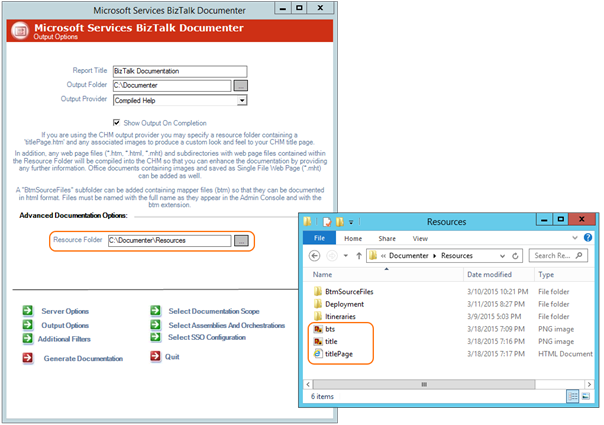 Microsoft Services BizTalk Documenter
Microsoft Services BizTalk Documenter
Output Options
Report Title BizTalk Documentation
Output Folder C:\Documenter ...
Output Provider Compiled Help
Show Output On Completion
If you are using the CHM output provider you may specify a resource folder containing a
'titlePage.htm' and any associated images to produce a custom look and feel to your CHM title page.
In addition, any web page files (*.htm, *.html, *.mht) and subdirectories with web page files contained within
the Resource Folder will be compiled into the CHM so that you can enhance the documentation by providing
any further information. Office documents containing images and saved as Single File Web Page (*.mht)
can be added as well.
A "BtmSourceFiles" subfolder can be added containing mapper files (btm) so that they can be documented
in html format. Files must be named with the full name as they appear in the Admin Console and with the
btm extension.
Advanced Documentation Options:
Resource Folder C:\Documenter\Resources ...
Server Options Select Documentation Scope
Output Options Select Assemblies And Orchestrations
Additional Filters Select SSO Configuration
Generate Documentation Quit
Resources
File Home Share View
« Documenter Resources Search Re...
Name Date modified Type
BtmSourceFiles 3/10/2015 10:21 PM File folder
Deployment 3/11/2015 8:27 PM File folder
Itineraries 3/9/2015 5:03 PM File folder
bts 3/18/2015 7:09 PM PNG image
title 3/18/2015 7:16 PM PNG image
titlePage 3/18/2015 7:17 PM HTML Document
6 items